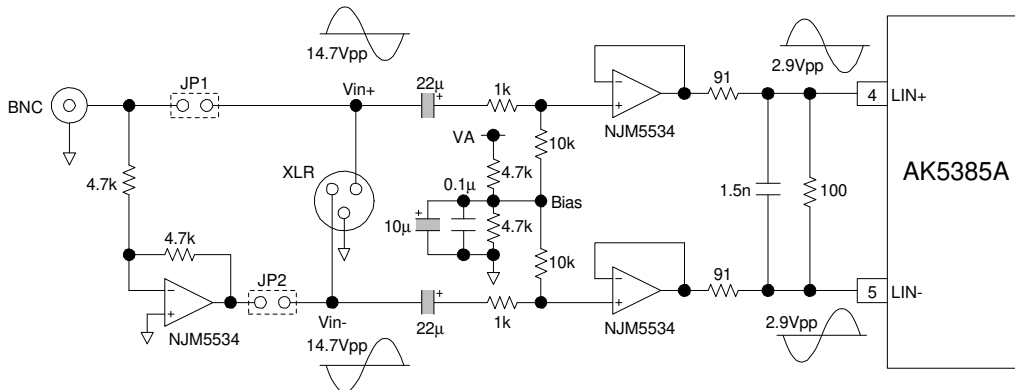 14.7Vpp
2.9Vpp
BNC
JP1
Vin+
22μ
+
1k
91
4
LIN+
NJM5534
−
+
VA
10k
4.7k
4.7k
XLR
0.1μ
Bias
1.5n
100
AK5385A
10μ
+
4.7k
4.7k
10k
JP2
−
+
NJM5534
Vin-
22μ
+
1k
−
+
NJM5534
91
5
LIN-
14.7Vpp
2.9Vpp